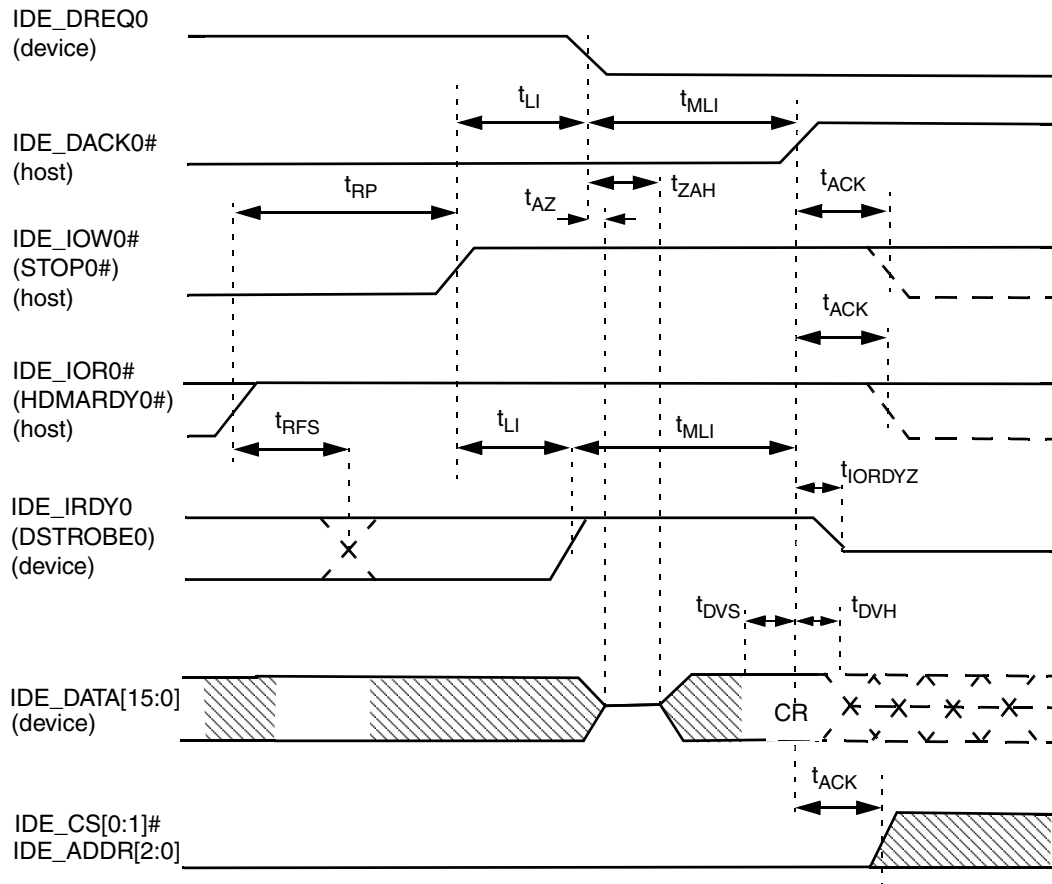 IDE_DREQ0
(device)
tLI
tMLI
IDE_DACK0#
(host)
tRP
tAZ
tZAH
tACK
IDE_IOW0#
(STOP0#)
(host)
tACK
IDE_IOR0#
(HDMARDY0#)
(host)
tRFS
tLI
tMLI
tIORDYZ
IDE_IRDY0
(DSTROBE0)
(device)
tDVS
tDVH
IDE_DATA[15:0]
(device)
CR
tACK
IDE_CS[0:1]#
IDE_ADDR[2:0]